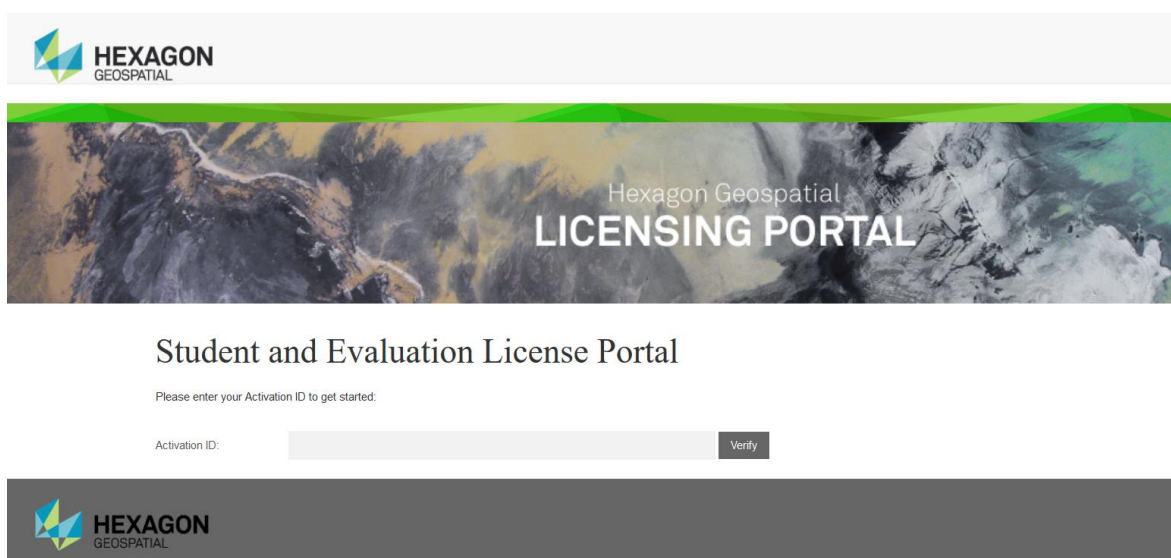 HEXAGON
GEOSPATIAL
Hexagon Geospatial
LICENSING PORTAL
Student and Evaluation License Portal
Please enter your Activation ID to get started:
Activation ID:
Verify
HEXAGON
GEOSPATIAL